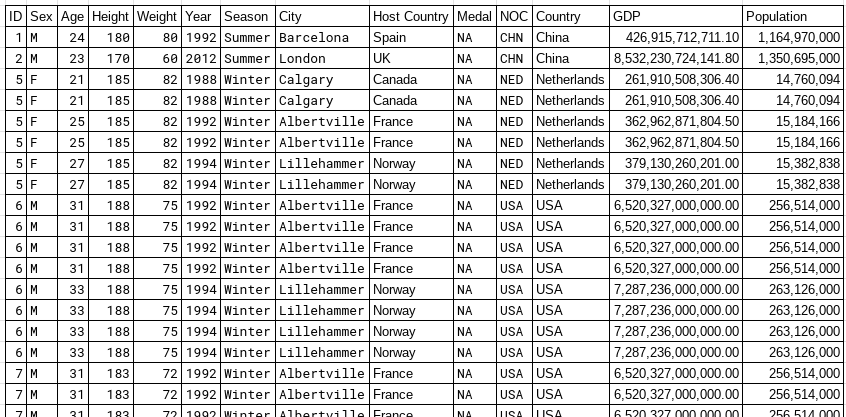 ID Sex Age Height Weight Year Season City Host Country Medal NOC Country GDP Population
1 M 24 180 80 1992 Summer Barcelona Spain NA CHN China 426,915,712,711.10 1,164,970,000
2 M 23 170 60 2012 Summer London UK NA CHN China 8,532,230,724,141.80 1,350,695,000
5 F 21 185 82 1988 Winter Calgary Canada NA NED Netherlands 261,910,508,306.40 14,760,094
5 F 21 185 82 1988 Winter Calgary Canada NA NED Netherlands 261,910,508,306.40 14,760,094
5 F 25 185 82 1992 Winter Albertville France NA NED Netherlands 362,962,871,804.50 15,184,166
5 F 25 185 82 1992 Winter Albertville France NA NED Netherlands 362,962,871,804.50 15,184,166
5 F 27 185 82 1994 Winter Lillehammer Norway NA NED Netherlands 379,130,260,201.00 15,382,838
5 F 27 185 82 1994 Winter Lillehammer Norway NA NED Netherlands 379,130,260,201.00 15,382,838
6 M 31 188 75 1992 Winter Albertville France NA USA USA 6,520,327,000,000.00 256,514,000
6 M 31 188 75 1992 Winter Albertville France NA USA USA 6,520,327,000,000.00 256,514,000
6 M 31 188 75 1992 Winter Albertville France NA USA USA 6,520,327,000,000.00 256,514,000
6 M 31 188 75 1992 Winter Albertville France NA USA USA 6,520,327,000,000.00 256,514,000
6 M 33 188 75 1994 Winter Lillehammer Norway NA USA USA 7,287,236,000,000.00 263,126,000
6 M 33 188 75 1994 Winter Lillehammer Norway NA USA USA 7,287,236,000,000.00 263,126,000
6 M 33 188 75 1994 Winter Lillehammer Norway NA USA USA 7,287,236,000,000.00 263,126,000
6 M 33 188 75 1994 Winter Lillehammer Norway NA USA USA 7,287,236,000,000.00 263,126,000
7 M 31 183 72 1992 Winter Albertville France NA USA USA 6,520,327,000,000.00 256,514,000
7 M 31 183 72 1992 Winter Albertville France NA USA USA 6,520,327,000,000.00 256,514,000
7 M 31 183 72 1992 Winter Albertville France NA USA USA 6,520,327,000,000.00 256,514,000